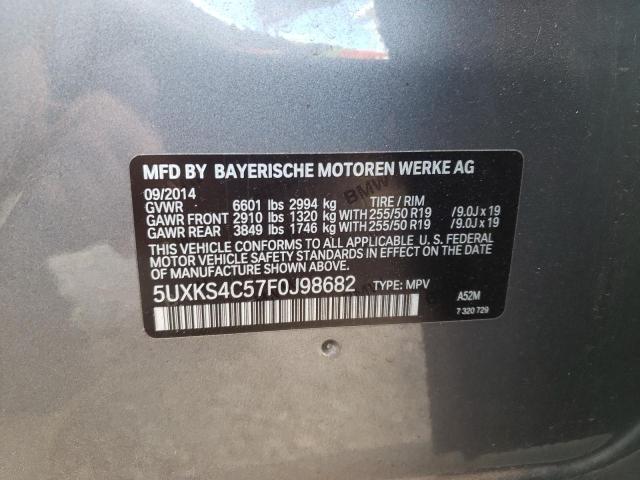 MFD BY BAYERISCHE MOTOREN WERKE AG
09/2014
GVWR 6601 lbs 2994 kg TIRE / RIM
GAWR FRONT 2910 lbs 1320 kg WITH 255/50 R19 /9.0J x 19
GAWR REAR 3849 lbs 1746 kg WITH 255/50 R19 /9.0J x 19
THIS VEHICLE CONFORMS TO ALL APPLICABLE U. S. FEDERAL
MOTOR VEHICLE SAFETY STANDARDS IN EFFECT ON THE DATE OF
MANUFACTURE SHOWN ABOVE.
5UXKS4C57F0J98682 TYPE: MPV
A52M
7 320 729
BMW